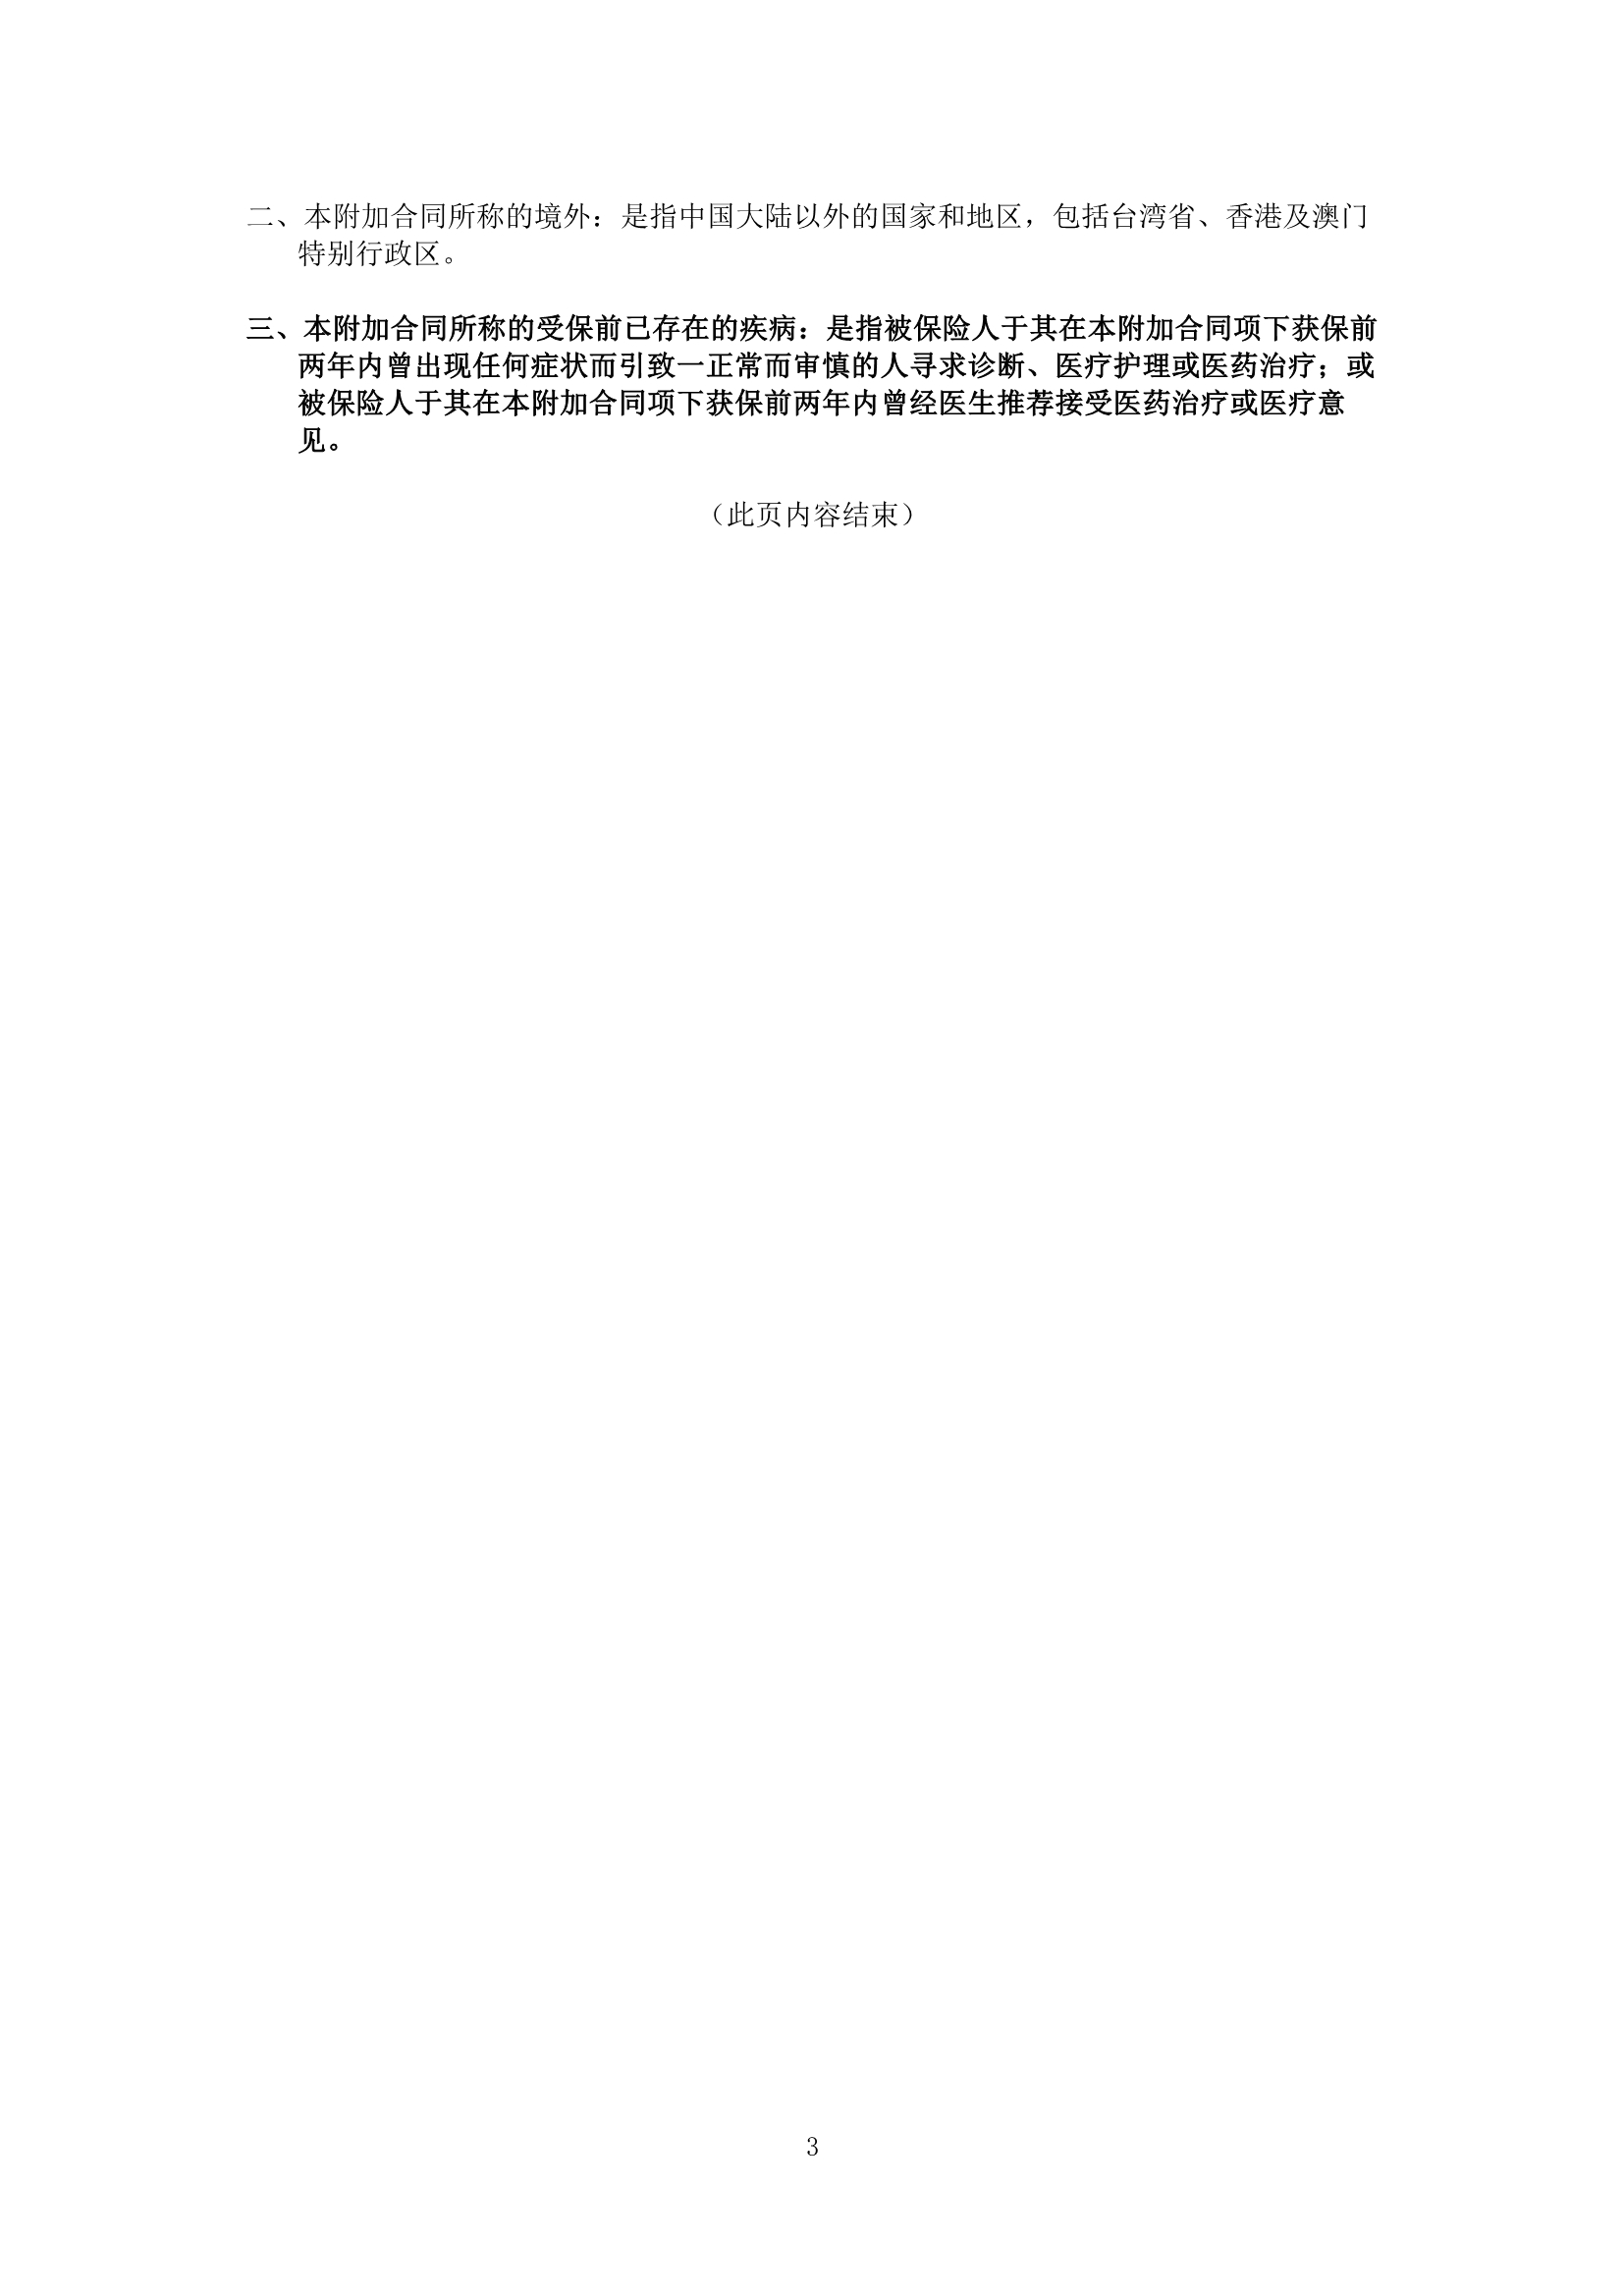 二、本附加合同所称的境外：是指中国大陆以外的国家和地区，包括台湾省、香港及澳门
特别行政区。
三、本附加合同所称的受保前已存在的疾病：是指被保险人于其在本附加合同项下获保前
两年内曾出现任何症状而引致一正常而审慎的人寻求诊断、医疗护理或医药治疗；或
被保险人于其在本附加合同项下获保前两年内曾经医生推荐接受医药治疗或医疗意
见。
（此页内容结束）
3